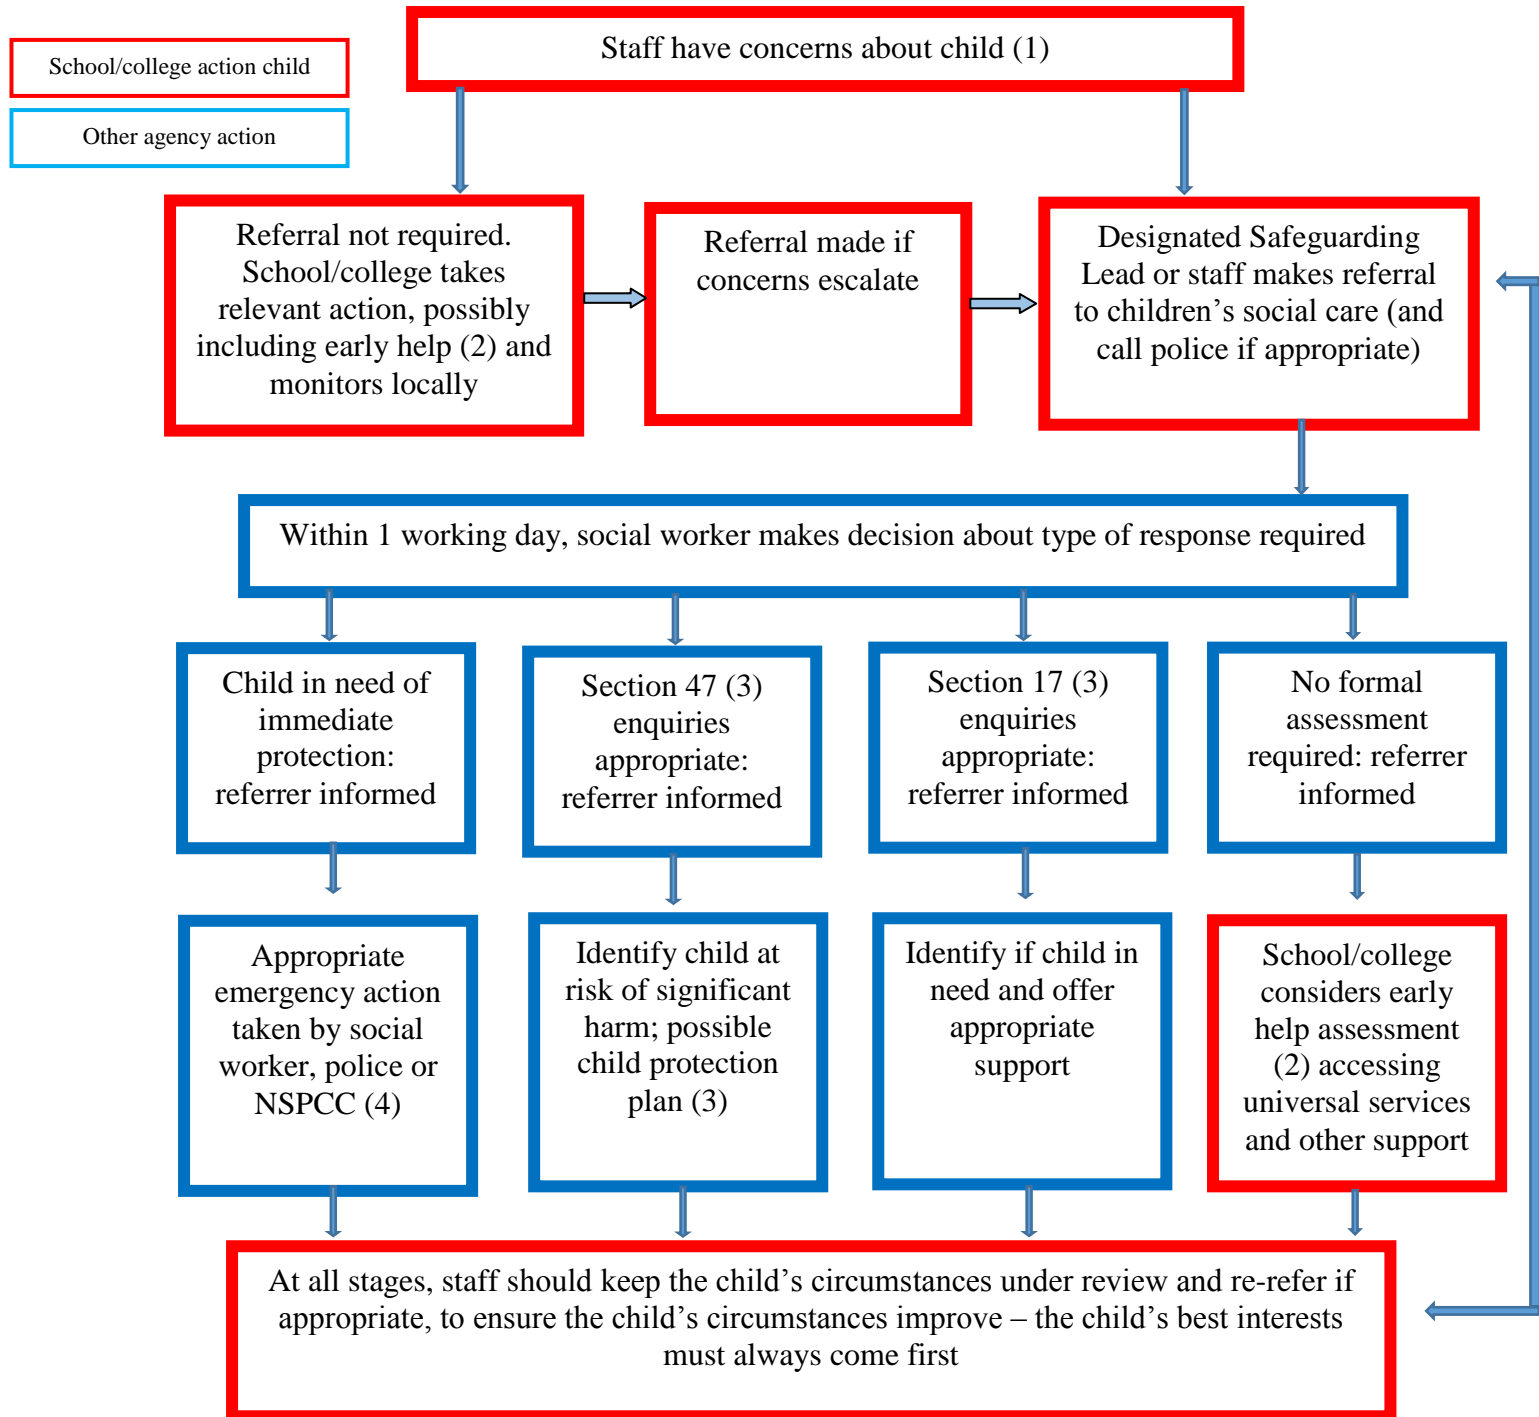 Staff have concerns about child (1)
School/college action child
Other agency action
Referral not required.
School/college takes
relevant action, possibly
including early help (2) and
monitors locally
Referral made if
concerns escalate
Designated Safeguarding
Lead or staff makes referral
to children’s social care (and
call police if appropriate)
Within 1 working day, social worker makes decision about type of response required
Child in need of
immediate
protection:
referrer informed
Section 47 (3)
enquiries
appropriate:
referrer informed
Section 17 (3)
enquiries
appropriate:
referrer informed
No formal
assessment
required: referrer
informed
Appropriate
emergency action
taken by social
worker, police or
NSPCC (4)
Identify child at
risk of significant
harm; possible
child protection
plan (3)
Identify if child in
need and offer
appropriate
support
School/college
considers early
help assessment
(2) accessing
universal services
and other support
At all stages, staff should keep the child’s circumstances under review and re-refer if
appropriate, to ensure the child’s circumstances improve – the child’s best interests
must always come first